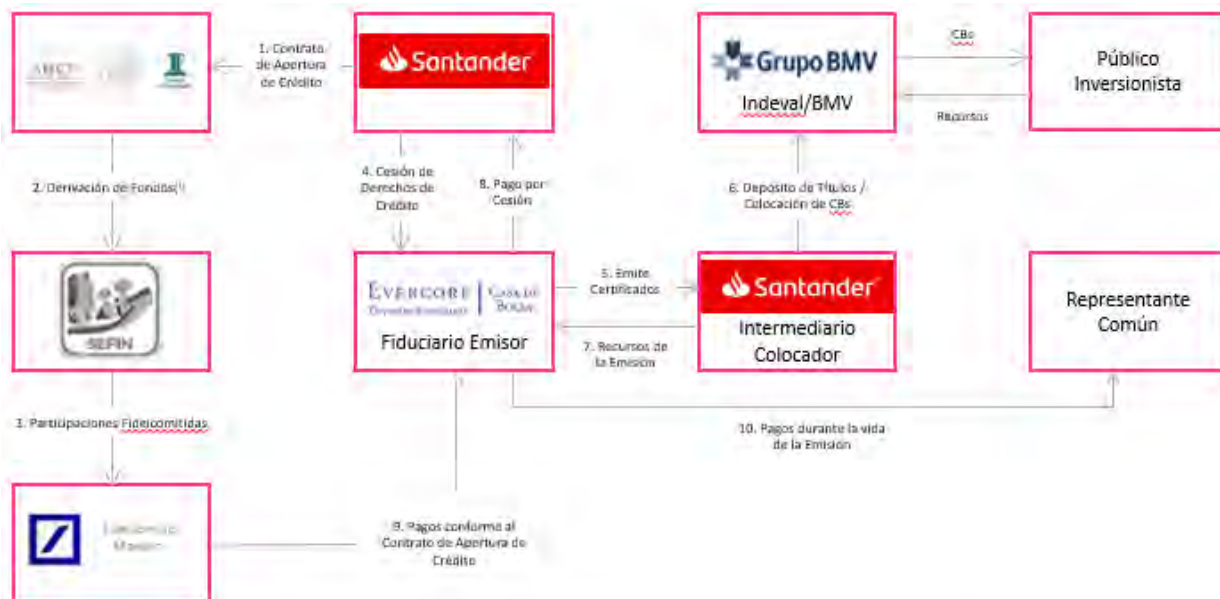 1. Contrato
de Apertura
de Crédito
Santander
Grupo BMV
Indeval/BMV
CBs
Recursos
Público
Inversionista
2. Derivación de Fondos(1)
4. Cesión de
Derechos de
Crédito
8. Pago por
Cesión
6. Depósito de Títulos /
Colocación de CBs
SEFIN
EVERCORE
CASA DE
BOLSA
Fiduciario Emisor
5. Emite
Certificados
7. Recursos de
la Emisión
Santander
Intermediario
Colocador
Representante
Común
3. Participaciones Fideicomitidas
10. Pagos durante la vida
de la Emisión
9. Pagos conforme al
Contrato de Apertura de
Crédito